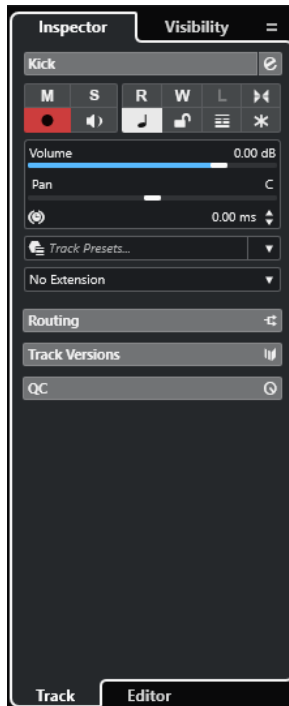 Inspector Visibility
Kick
M S R W L
Volume 0.00 dB
Pan C
0.00 ms
Track Presets...
No Extension
Routing
Track Versions
QC
Track Editor